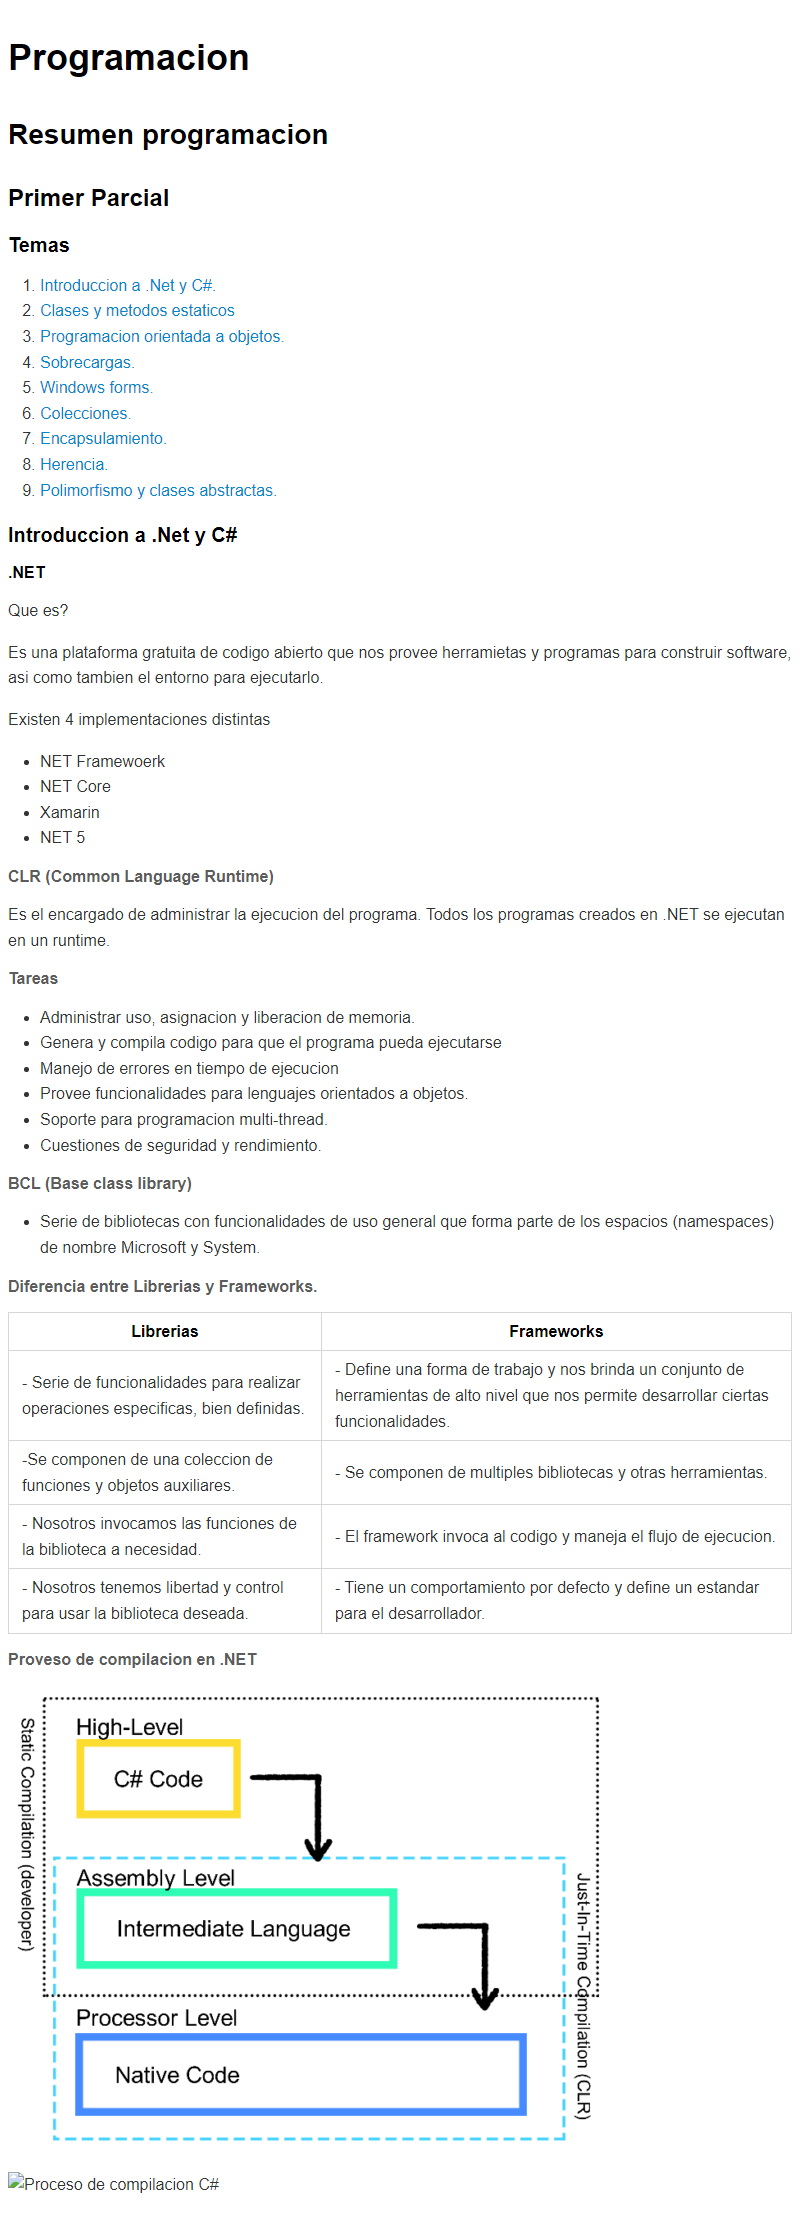 Programacion
Resumen programacion
Primer Parcial
Temas
1. Introduccion a .Net y C#.
2. Clases y metodos estaticos
3. Programacion orientada a objetos.
4. Sobrecargas.
5. Windows forms.
6. Colecciones.
7. Encapsulamiento.
8. Herencia.
9. Polimorfismo y clases abstractas.
Introduccion a .Net y C#
.NET
Que es?
Es una plataforma gratuita de codigo abierto que nos provee herramietas y programas para construir software,
asi como tambien el entorno para ejecutarlo.
Existen 4 implementaciones distintas
• NET Framewoerk
• NET Core
• Xamarin
• NET 5
CLR (Common Language Runtime)
Es el encargado de administrar la ejecucion del programa. Todos los programas creados en .NET se ejecutan
en un runtime.
Tareas
• Administrar uso, asignacion y liberacion de memoria.
• Genera y compila codigo para que el programa pueda ejecutarse
• Manejo de errores en tiempo de ejecucion
• Provee funcionalidades para lenguajes orientados a objetos.
• Soporte para programacion multi-thread.
• Cuestiones de seguridad y rendimiento.
BCL (Base class library)
• Serie de bibliotecas con funcionalidades de uso general que forma parte de los espacios (namespaces)
de nombre Microsoft y System.
Diferencia entre Librerias y Frameworks.
Librerias
Frameworks
- Serie de funcionalidades para realizar
operaciones especificas, bien definidas.
- Define una forma de trabajo y nos brinda un conjunto de
herramientas de alto nivel que nos permite desarrollar ciertas
funcionalidades.
-Se componen de una coleccion de
funciones y objetos auxiliares.
- Se componen de multiples bibliotecas y otras herramientas.
- Nosotros invocamos las funciones de
la biblioteca a necesidad.
- El framework invoca al codigo y maneja el flujo de ejecucion.
- Nosotros tenemos libertad y control
para usar la biblioteca deseada.
- Tiene un comportamiento por defecto y define un estandar
para el desarrollador.
Proveso de compilacion en .NET
Static Compilation (developer)
High-Level
C# Code
Assembly Level
Intermediate Language
Just-In-Time Compilation (CLR)
Processor Level
Native Code
Proceso de compilacion C#